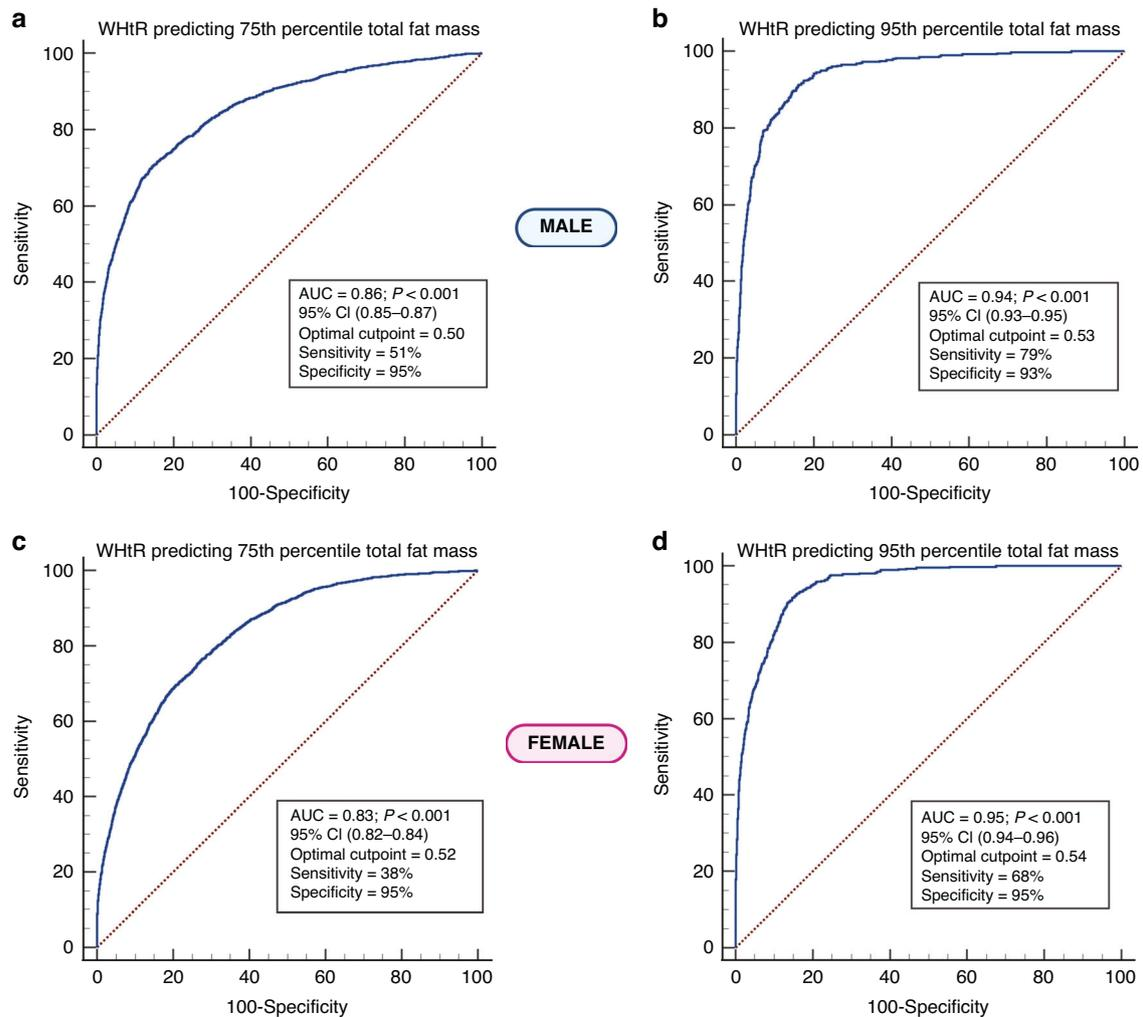 a
WHtR predicting 75th percentile total fat mass
100
80
60
40
20
0
Sensitivity
AUC = 0.86; P < 0.001
95% CI (0.85–0.87)
Optimal cutpoint = 0.50
Sensitivity = 51%
Specificity = 95%
0 20 40 60 80 100
100-Specificity
MALE
b
WHtR predicting 95th percentile total fat mass
100
80
60
40
20
0
Sensitivity
AUC = 0.94; P < 0.001
95% CI (0.93–0.95)
Optimal cutpoint = 0.53
Sensitivity = 79%
Specificity = 93%
0 20 40 60 80 100
100-Specificity
c
WHtR predicting 75th percentile total fat mass
100
80
60
40
20
0
Sensitivity
AUC = 0.83; P < 0.001
95% CI (0.82–0.84)
Optimal cutpoint = 0.52
Sensitivity = 38%
Specificity = 95%
0 20 40 60 80 100
100-Specificity
FEMALE
d
WHtR predicting 95th percentile total fat mass
100
80
60
40
20
0
Sensitivity
AUC = 0.95; P < 0.001
95% CI (0.94–0.96)
Optimal cutpoint = 0.54
Sensitivity = 68%
Specificity = 95%
0 20 40 60 80 100
100-Specificity